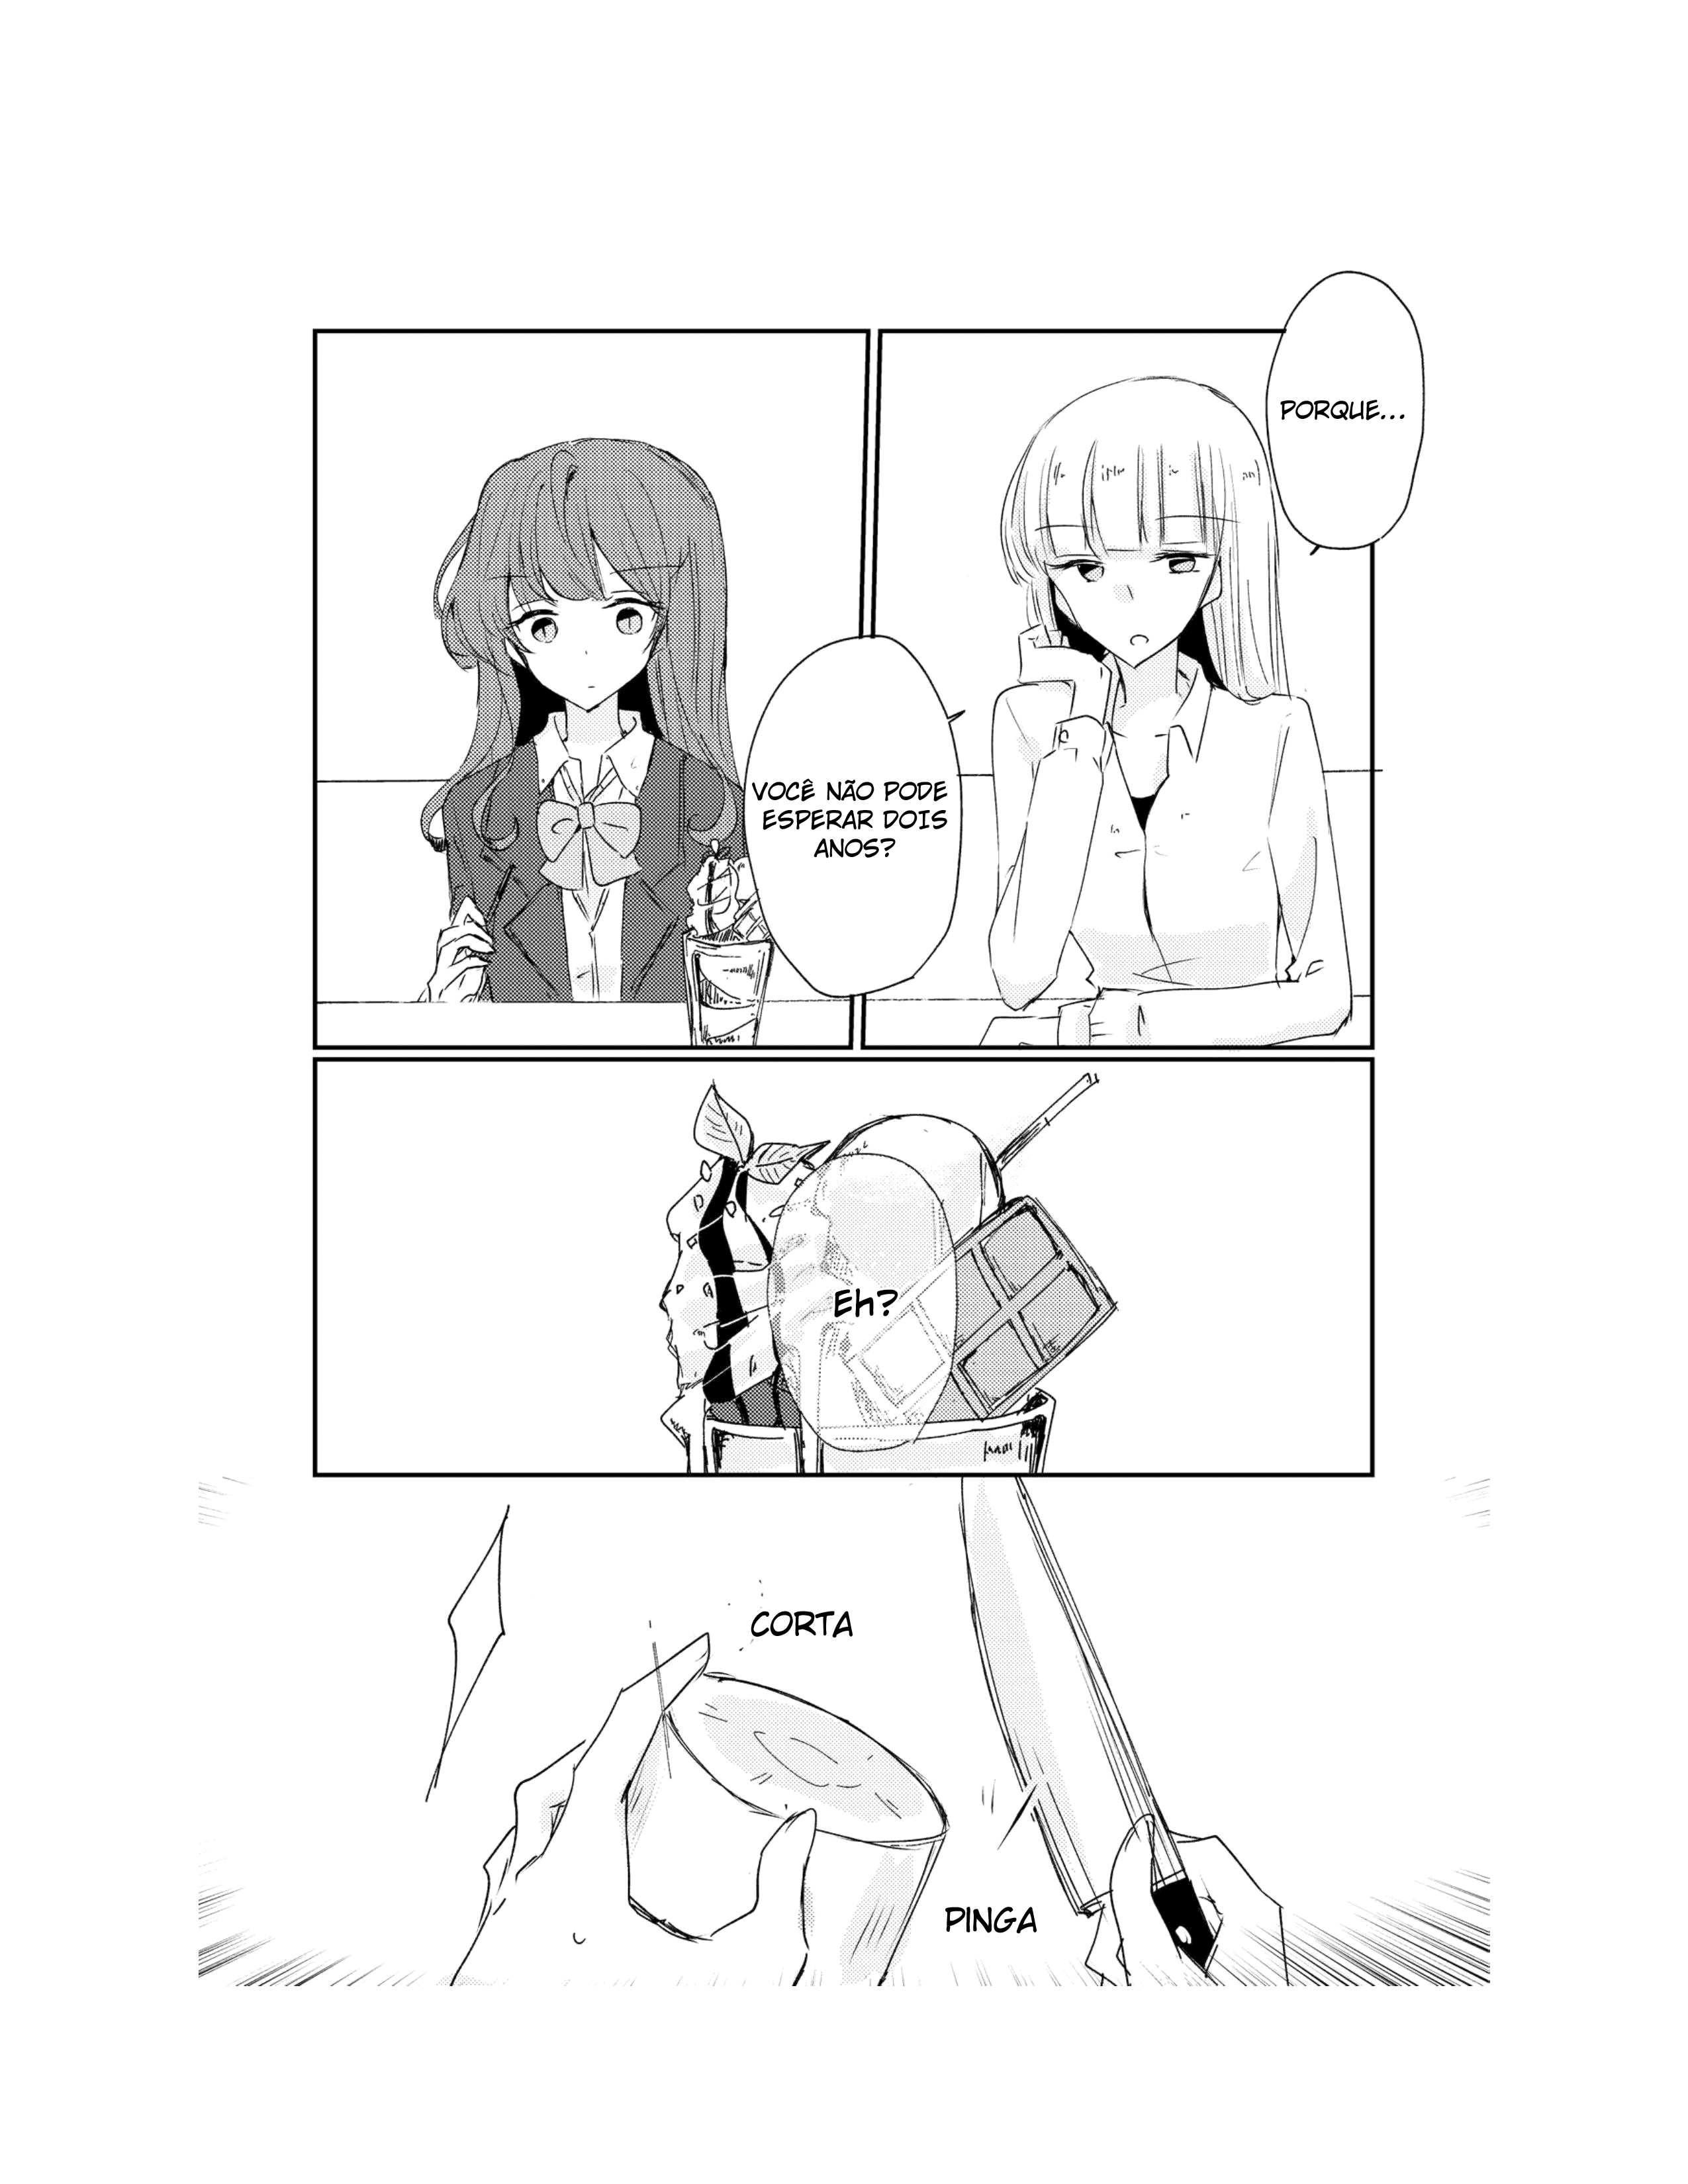 PORQUE...
VOCÊ NÃO PODE
ESPERAR DOIS
ANOS?
Eh?
CORTA
PINGA